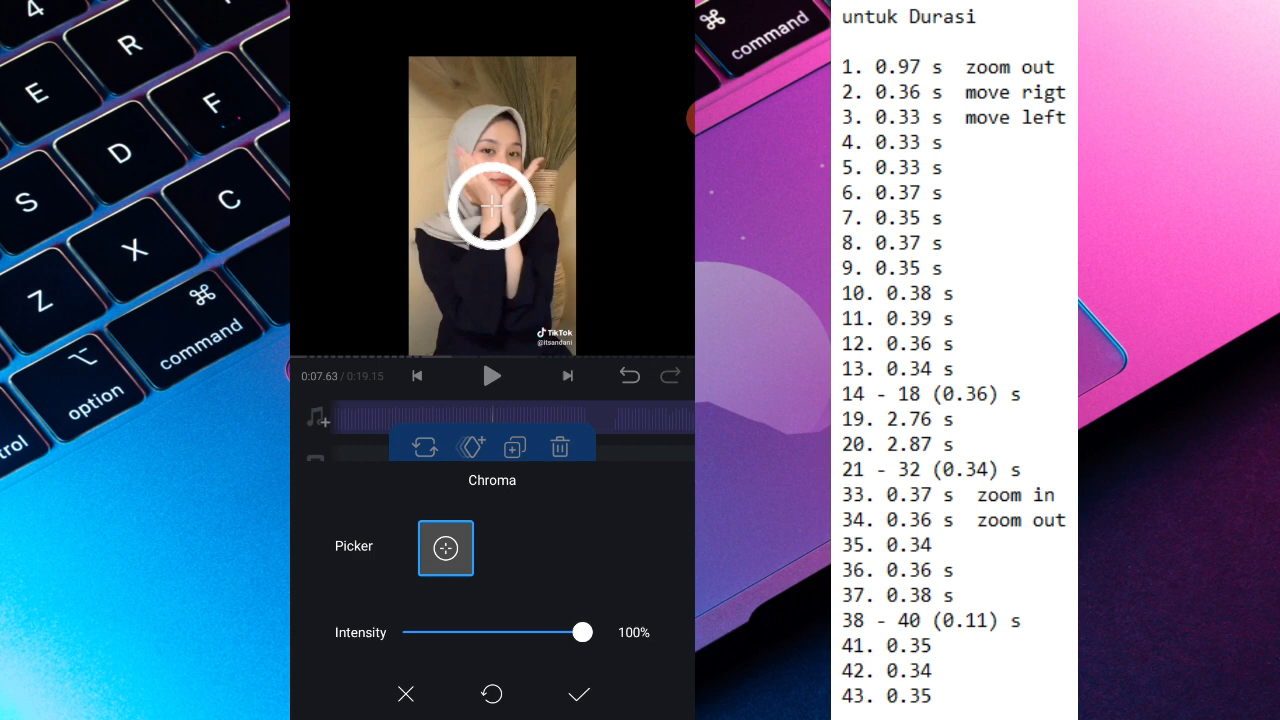 4
R
E
F
D
S
C
X
Z
command
option
trol
TikTok
@itsandani
0:07.63 / 0:19.15
Chroma
Picker
Intensity 100%
command
untuk Durasi
1. 0.97 s zoom out
2. 0.36 s move rigt
3. 0.33 s move left
4. 0.33 s
5. 0.33 s
6. 0.37 s
7. 0.35 s
8. 0.37 s
9. 0.35 s
10. 0.38 s
11. 0.39 s
12. 0.36 s
13. 0.34 s
14 - 18 (0.36) s
19. 2.76 s
20. 2.87 s
21 - 32 (0.34) s
33. 0.37 s zoom in
34. 0.36 s zoom out
35. 0.34
36. 0.36 s
37. 0.38 s
38 - 40 (0.11) s
41. 0.35
42. 0.34
43. 0.35